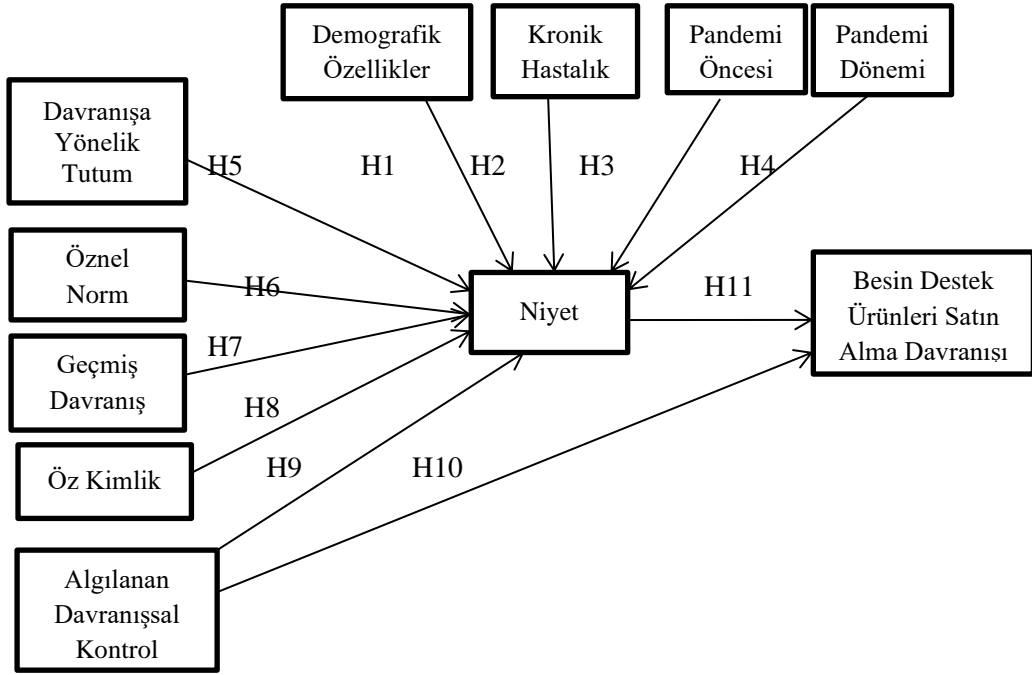 Demografik
Özellikler
Kronik
Hastalık
Pandemi
Öncesi
Pandemi
Dönemi
Davranışa
Yönelik
Tutum
H5
H1
H2
H3
H4
Öznel
Norm
H6
Niyet
H11
Besin Destek
Ürünleri Satın
Alma Davranışı
Geçmiş
Davranış
H7
H8
Öz Kimlik
H9
H10
Algılanan
Davranışsal
Kontrol